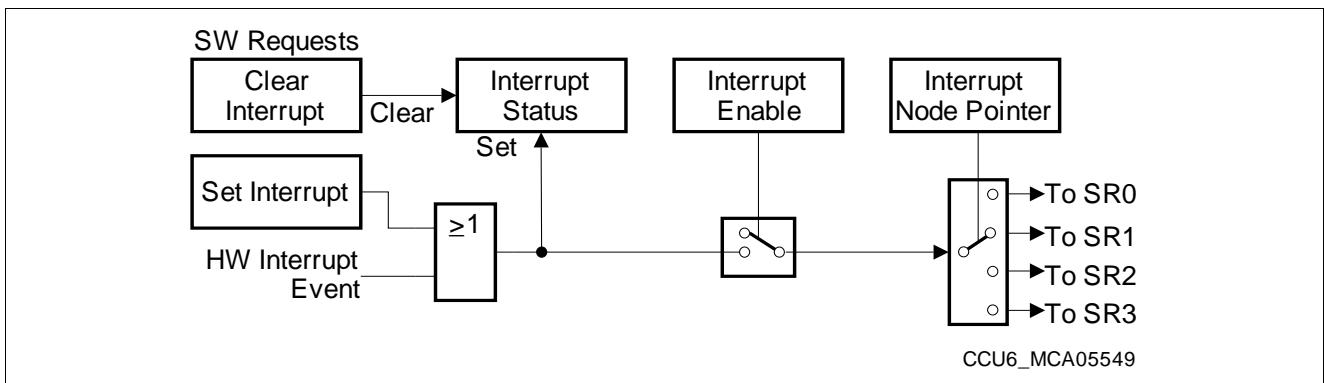 SW Requests
Clear
Interrupt
Clear
Interrupt
Status
Set
Interrupt
Enable
Interrupt
Node Pointer
Set Interrupt
≥1
HW Interrupt
Event
To SR0
To SR1
To SR2
To SR3
CCU6_MCA05549